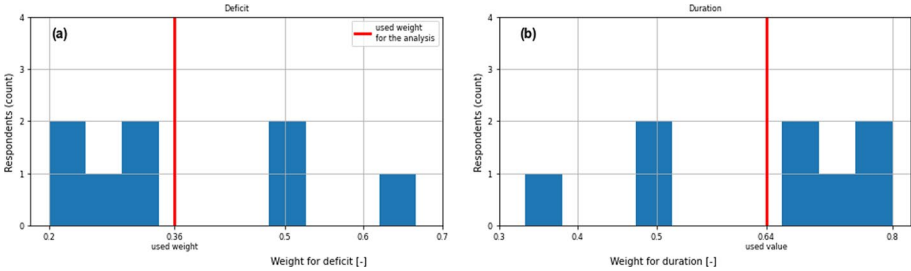 Deficit
(a)
used weight
for the analysis
Respondents (count)
4
3
2
1
0
0.2
0.36
0.5
0.6
0.7
used weight
Weight for deficit [-]
Duration
(b)
Respondents (count)
4
3
2
1
0
0.3
0.4
0.5
0.64
0.8
used value
Weight for duration [-]